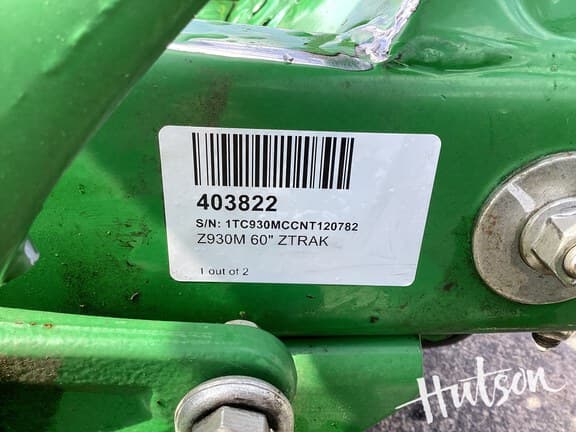 403822
S/N: 1TC930MCCNT120782
Z930M 60" ZTRAK
1 out of 2
Hutson